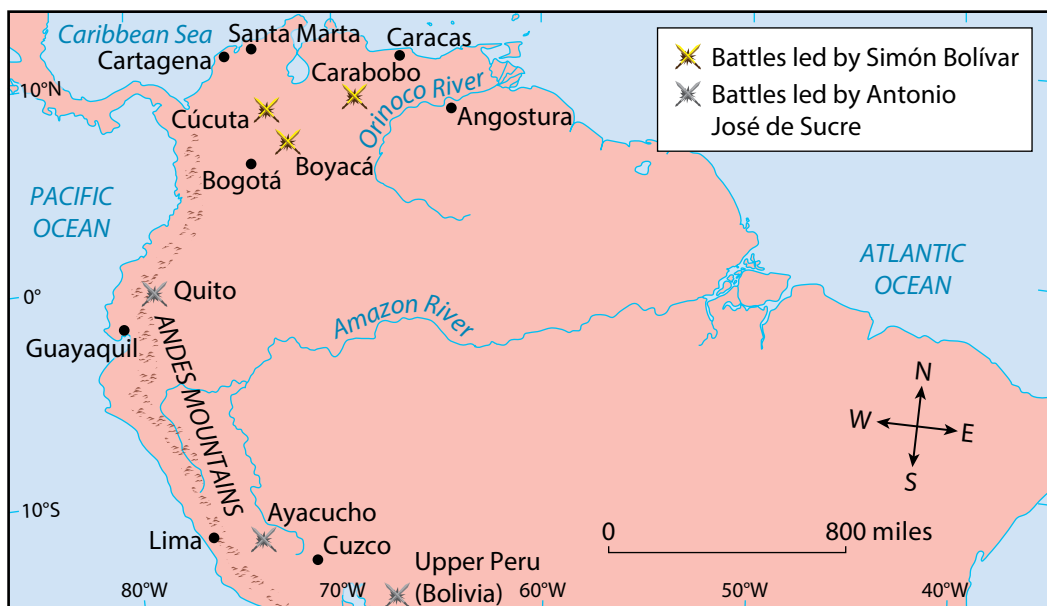 Caribbean Sea
Santa Marta
Cartagena
Caracas
Carabobo
10°N
Cúcuta
Orinoco River
Angostura
Boyacá
Bogotá
Battles led by Simón Bolívar
Battles led by Antonio
José de Sucre
PACIFIC
OCEAN
ATLANTIC
OCEAN
0°
Quito
Amazon River
Guayaquil
ANDES MOUNTAINS
N
W
E
S
10°S
Ayacucho
Lima
Cuzco
Upper Peru
(Bolivia)
0
800 miles
80°W
70°W
60°W
50°W
40°W